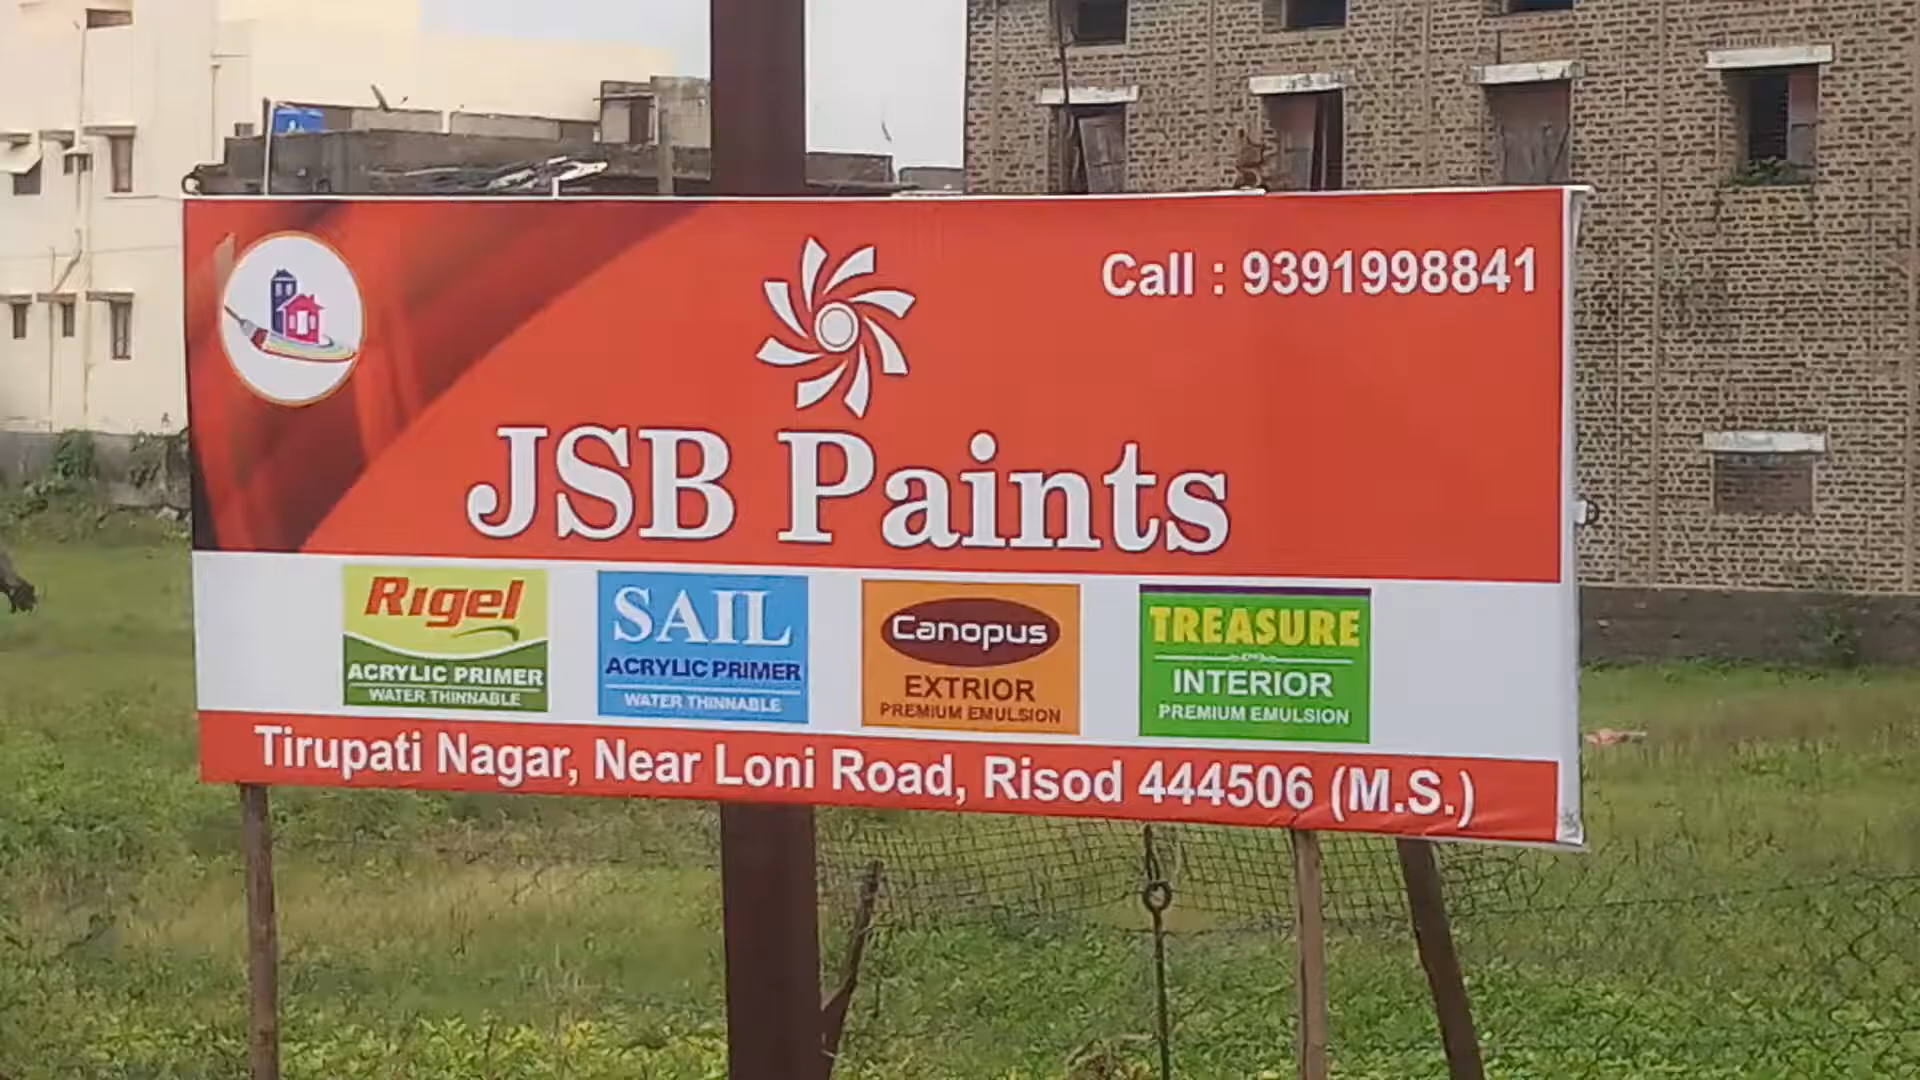 Call : 9391998841
JSB Paints
Rigel
ACRYLIC PRIMER
WATER THINNABLE
SAIL
ACRYLIC PRIMER
WATER THINNABLE
Canopus
EXTRIOR
PREMIUM EMULSION
TREASURE
INTERIOR
PREMIUM EMULSION
Tirupati Nagar, Near Loni Road, Risod 444506 (M.S.)